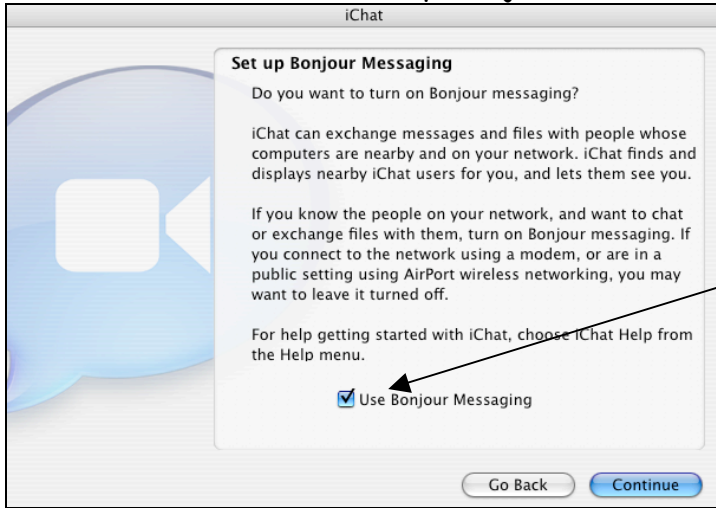 iChat
Set up Bonjour Messaging
Do you want to turn on Bonjour messaging?
iChat can exchange messages and files with people whose
computers are nearby and on your network. iChat finds and
displays nearby iChat users for you, and lets them see you.
If you know the people on your network, and want to chat
or exchange files with them, turn on Bonjour messaging. If
you connect to the network using a modem, or are in a
public setting using AirPort wireless networking, you may
want to leave it turned off.
For help getting started with iChat, choose iChat Help from
the Help menu.
Use Bonjour Messaging
Go Back
Continue